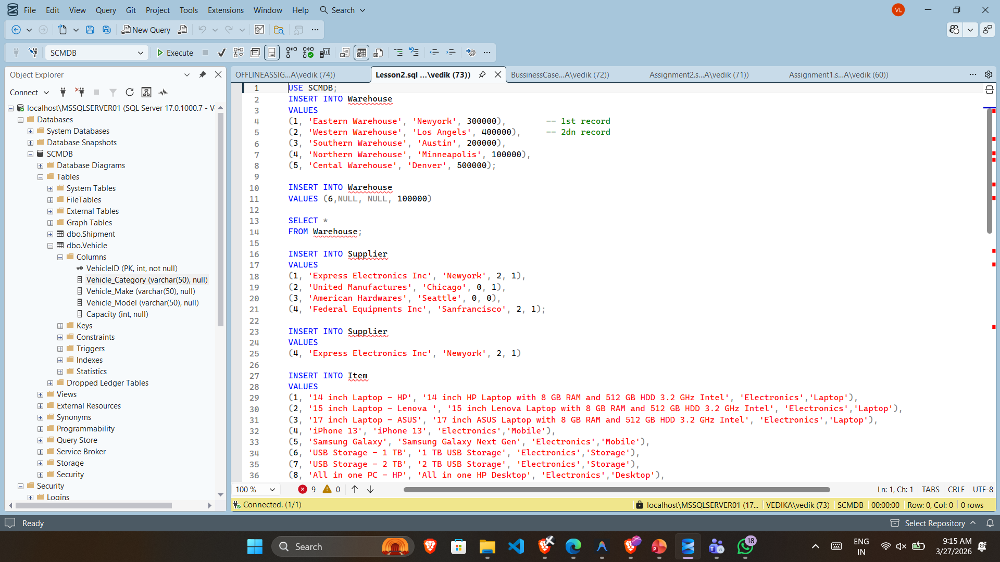 File Edit View Query Git Project Tools Extensions Window Help Search VL
New Query
SCMDB Execute
Object Explorer
Connect
localhost\MSSQLSERVER01 (SQL Server 17.0.1000.7 - V
Databases
System Databases
Database Snapshots
SCMDB
Database Diagrams
Tables
System Tables
FileTables
External Tables
Graph Tables
dbo.Shipment
dbo.Vehicle
Columns
VehicleID (PK, int, not null)
Vehicle_Category (varchar(50), null)
Vehicle_Make (varchar(50), null)
Vehicle_Model (varchar(50), null)
Capacity (int, null)
Keys
Constraints
Triggers
Indexes
Statistics
Dropped Ledger Tables
Views
External Resources
Synonyms
Programmability
Query Store
Service Broker
Storage
Security
Security
Logins
OFFLINEASSIG...A\vedik (74)) Lesson2.sql ...\vedik (73)) BussinessCase...A\vedik (72)) Assignment2.s...A\vedik (71)) Assignment1.s...A\vedik (60))
1 USE SCMDB;
2 INSERT INTO Warehouse
3 VALUES
4 (1, 'Eastern Warehouse', 'Newyork', 300000), -- 1st record
5 (2, 'Western Warehouse', 'Los Angels', 400000), -- 2dn record
6 (3, 'Southern Warehouse', 'Austin', 200000),
7 (4, 'Northern Warehouse', 'Minneapolis', 100000),
8 (5, 'Cental Warehouse', 'Denver', 500000);
9
10 INSERT INTO Warehouse
11 VALUES (6,NULL, NULL, 100000)
12
13 SELECT *
14 FROM Warehouse;
15
16 INSERT INTO Supplier
17 VALUES
18 (1, 'Express Electronics Inc', 'Newyork', 2, 1),
19 (2, 'United Manufactures', 'Chicago', 0, 1),
20 (3, 'American Hardwares', 'Seattle', 0, 0),
21 (4, 'Federal Equipments Inc', 'Sanfrancisco', 2, 1);
22
23 INSERT INTO Supplier
24 VALUES
25 (4, 'Express Electronics Inc', 'Newyork', 2, 1)
26
27 INSERT INTO Item
28 VALUES
29 (1, '14 inch Laptop - HP', '14 inch HP Laptop with 8 GB RAM and 512 GB HDD 3.2 GHz Intel', 'Electronics','Laptop'),
30 (2, '15 inch Laptop - Lenova ', '15 inch Lenova Laptop with 8 GB RAM and 512 GB HDD 3.2 GHz Intel', 'Electronics','Laptop'),
31 (3, '17 inch Laptop - ASUS', '17 inch ASUS Laptop with 8 GB RAM and 512 GB HDD 3.2 GHz Intel', 'Electronics','Laptop'),
32 (4, 'iPhone 13', 'iPhone 13', 'Electronics','Mobile'),
33 (5, 'Samsung Galaxy', 'Samsung Galaxy Next Gen', 'Electronics','Mobile'),
34 (6, 'USB Storage - 1 TB', '1 TB USB Storage', 'Electronics','Storage'),
35 (7, 'USB Storage - 2 TB', '2 TB USB Storage', 'Electronics','Storage'),
36 (8, 'All in one PC - HP', 'All in one HP Desktop', 'Electronics','Desktop'),
100 % 9 0 Ln: 1, Ch: 1 TABS CRLF UTF-8
Connected. (1/1) localhost\MSSQLSERVER01 (17... VEDIKA\vedik (73) SCMDB 00:00:00 Row: 0, Col: 0 0 rows
Ready Select Repository
Search 18 ENG IN 9:15 AM 3/27/2026